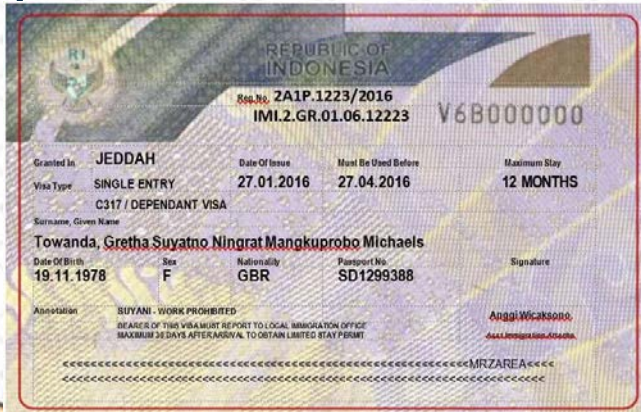 RI
REPUBLIC OF
INDONESIA
Reg.No. 2A1P.1223/2016
IMI.2.GR.01.06.12223
V6B000000
Granted In JEDDAH Date Of Issue Must Be Used Before Maximum Stay
Visa Type SINGLE ENTRY 27.01.2016 27.04.2016 12 MONTHS
C317 / DEPENDANT VISA
Surname, Given Name
Towanda, Gretha Suyatno Ningrat Mangkuprobo Michaels
Date Of Birth Sex Nationality Passport No. Signature
19.11.1978 F GBR SD1299388
Annotation SUYANI - WORK PROHIBITED
BEARER OF THIS VISA MUST REPORT TO LOCAL IMMIGRATION OFFICE
MAXIMUM 30 DAYS AFTER ARRIVAL TO OBTAIN LIMITED STAY PERMIT
Anggi Wicaksono.
Asst Immigration Attache
<<<<<<<<<<<<<<<<<<<<<<<<<<<<<<<<<<<<<<<<<<<<<<<<<<<<<<<<<<<MRZAREA<<<<
<<<<<<<<<<<<<<<<<<<<<<<<<<<<<<<<<<<<<<<<<<<<<<<<<<<<<<<<<<<<<<<<<<<<<